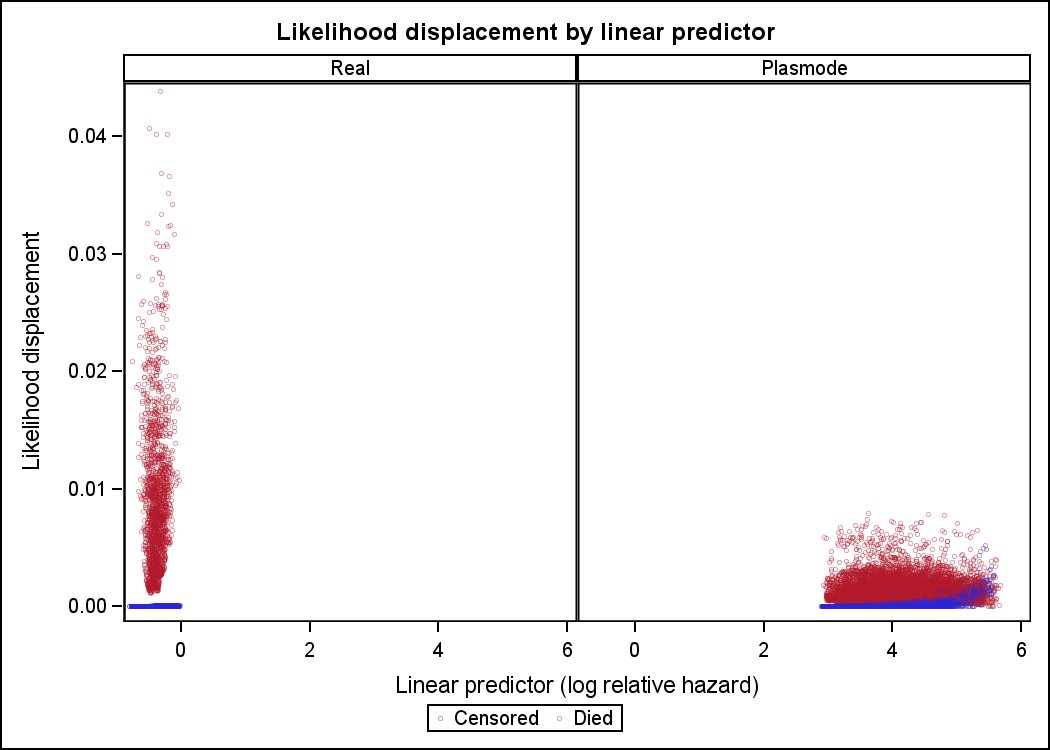 Likelihood displacement by linear predictor
Real Plasmode
Likelihood displacement
0.04
0.03
0.02
0.01
0.00
0 2 4 6 0 2 4 6
Linear predictor (log relative hazard)
Censored Died